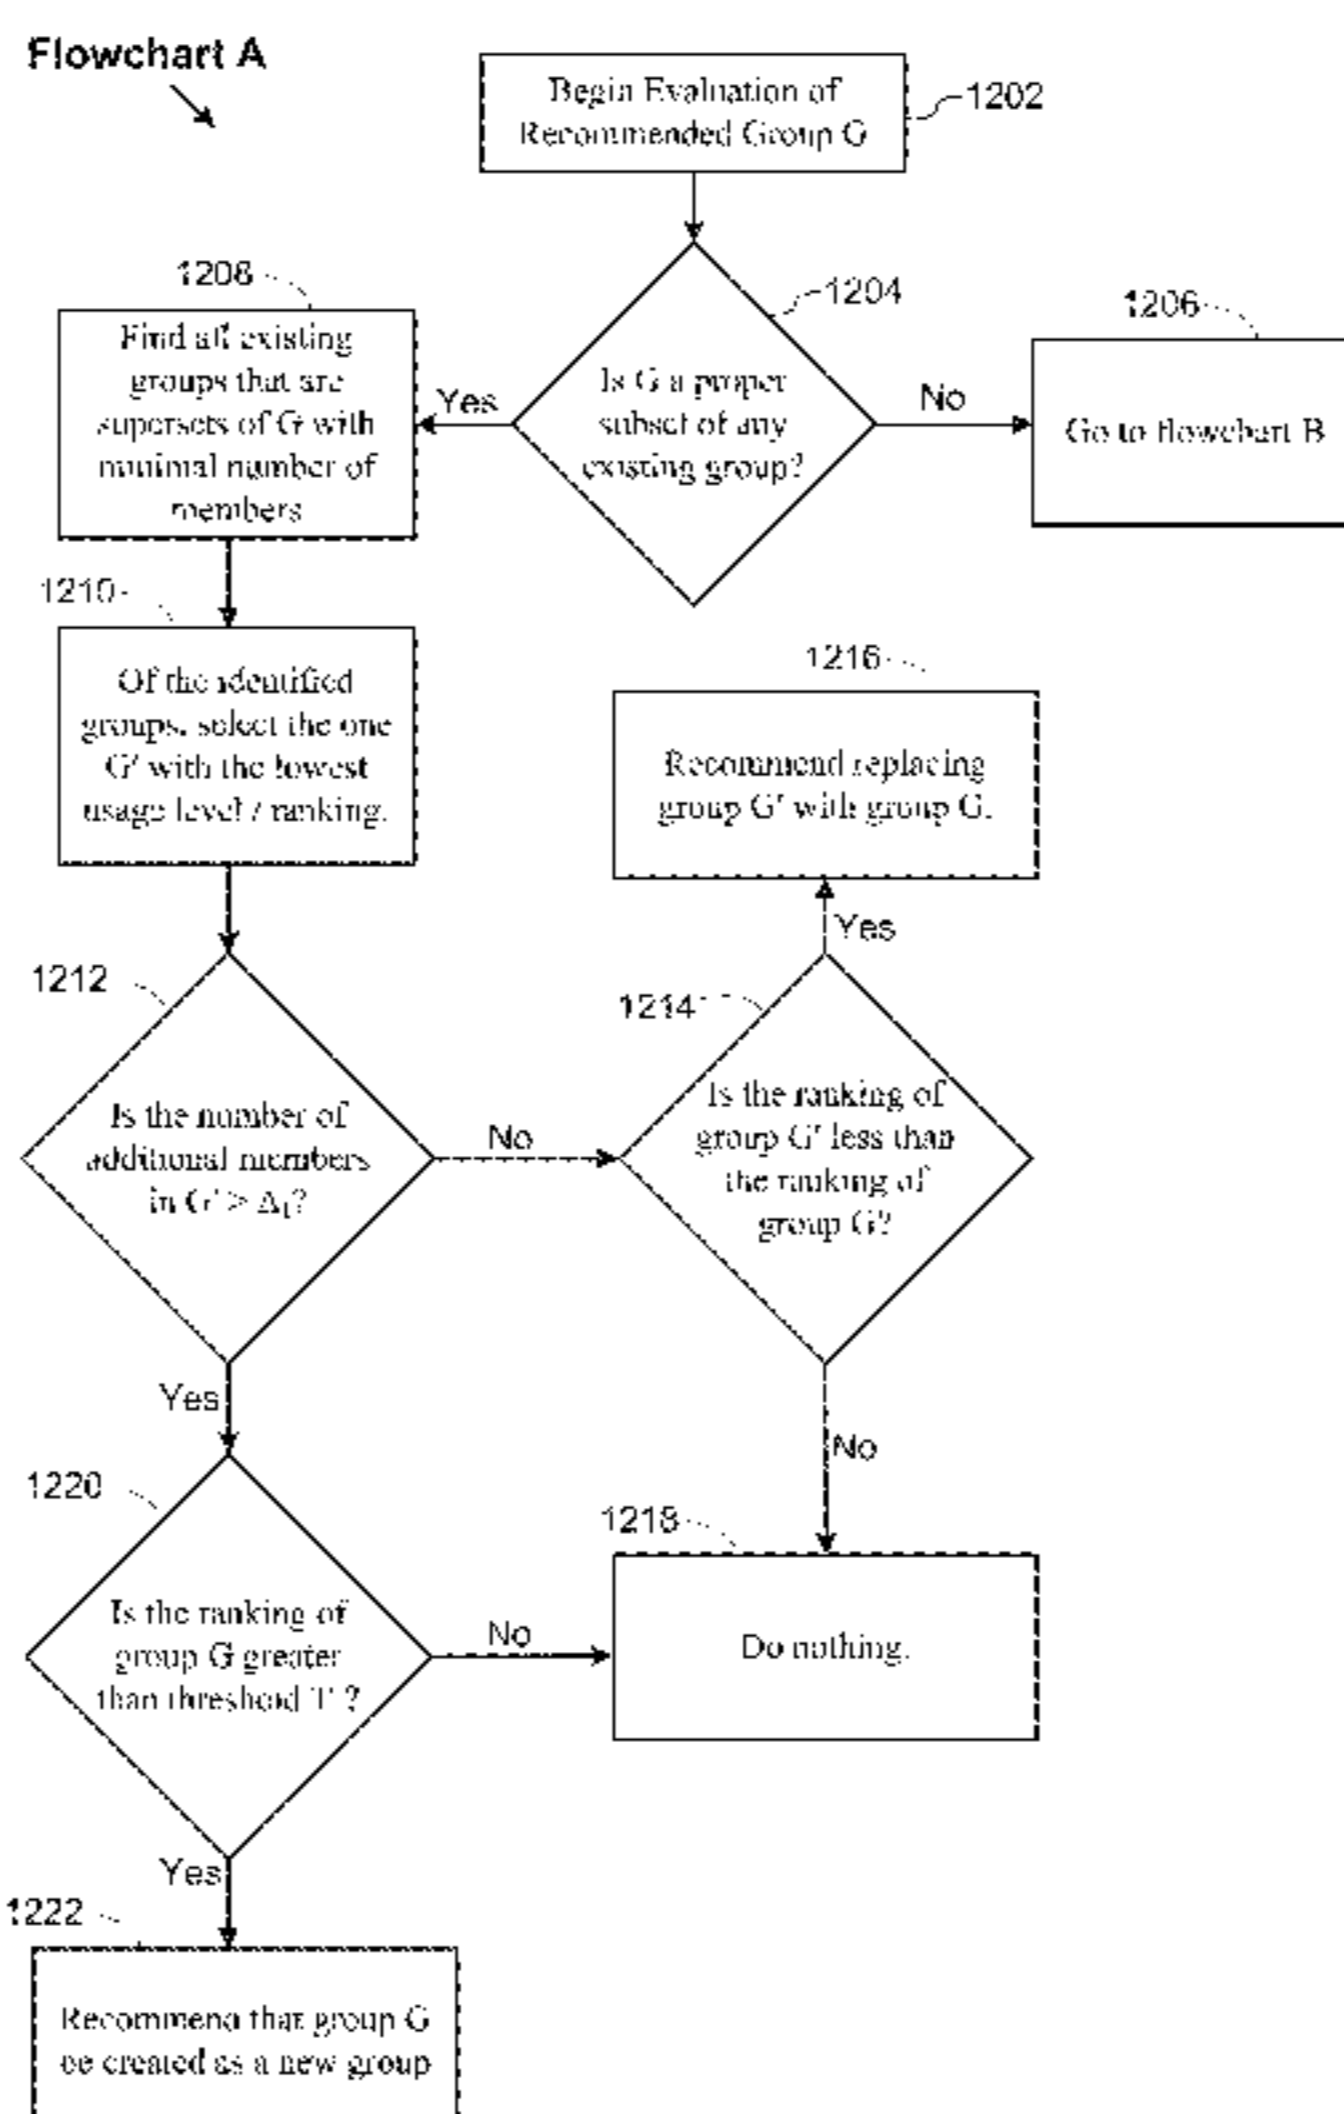 Flowchart A
Begin Evaluation of
Recommended Group G
1202
1204
Is G a proper
subset of any
existing group?
Yes
No
1206
Go to flowchart B
1208
Find all existing
groups that are
supersets of G with
minimal number of
members
1210
Of the identified
groups, select the one
G' with the lowest
usage level / ranking.
1212
Is the number of
additional members
in G' > Δ₁?
No
Yes
1214
Is the ranking of
group G' less than
the ranking of
group G?
Yes
No
1216
Recommend replacing
group G' with group G.
1218
Do nothing.
1220
Is the ranking of
group G greater
than threshold T ?
No
Yes
1222
Recommend that group G
be created as a new group